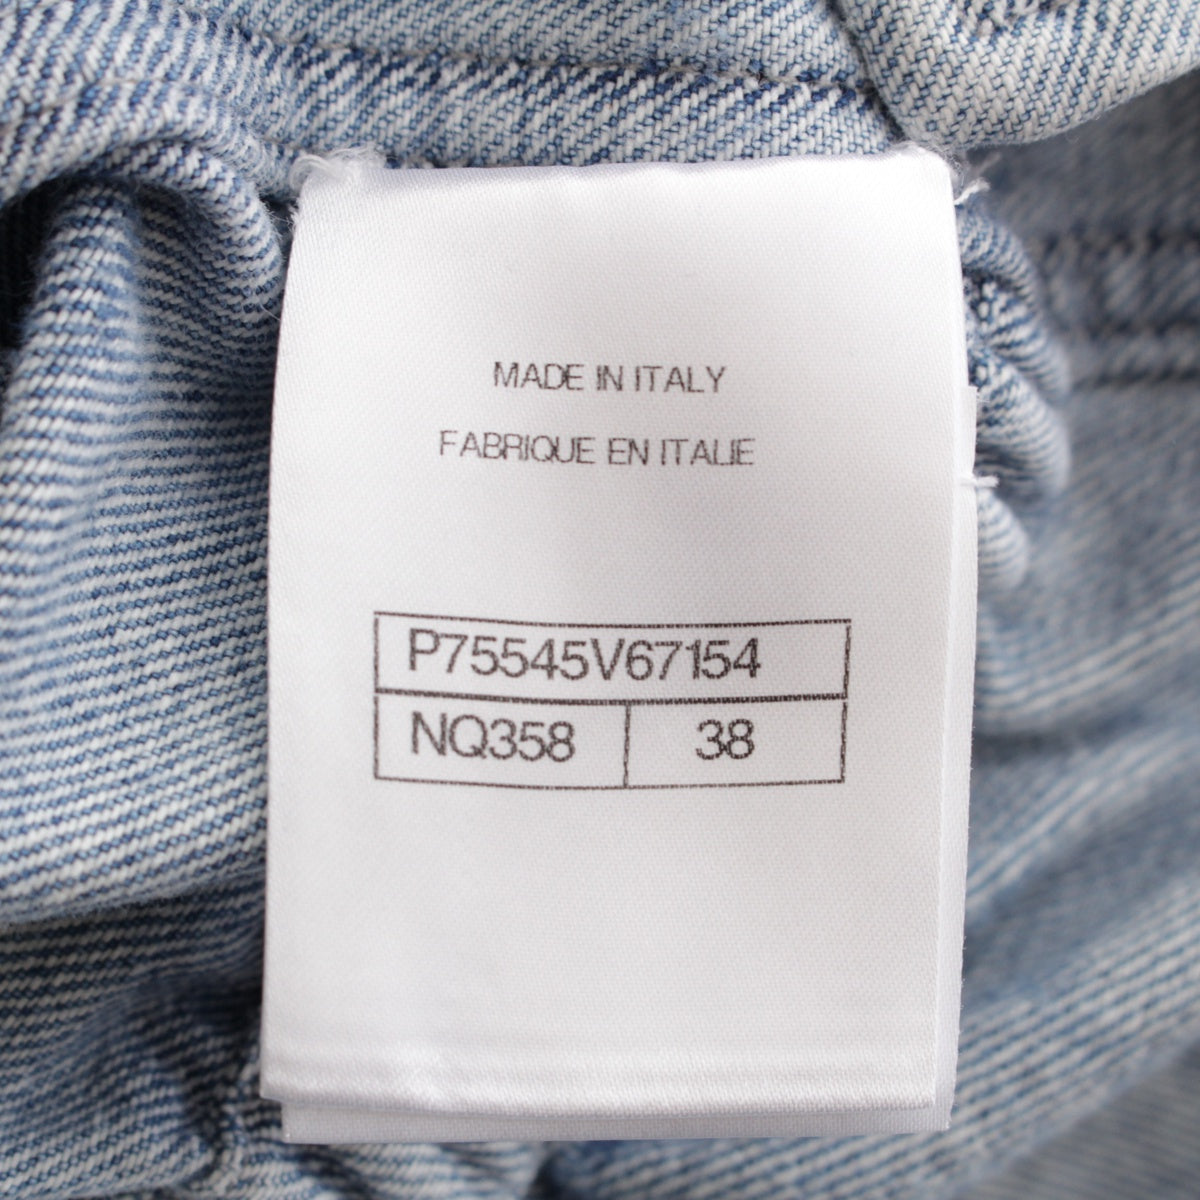 MADE IN ITALY
FABRIQUE EN ITALIE
P75545V67154
NQ358 38